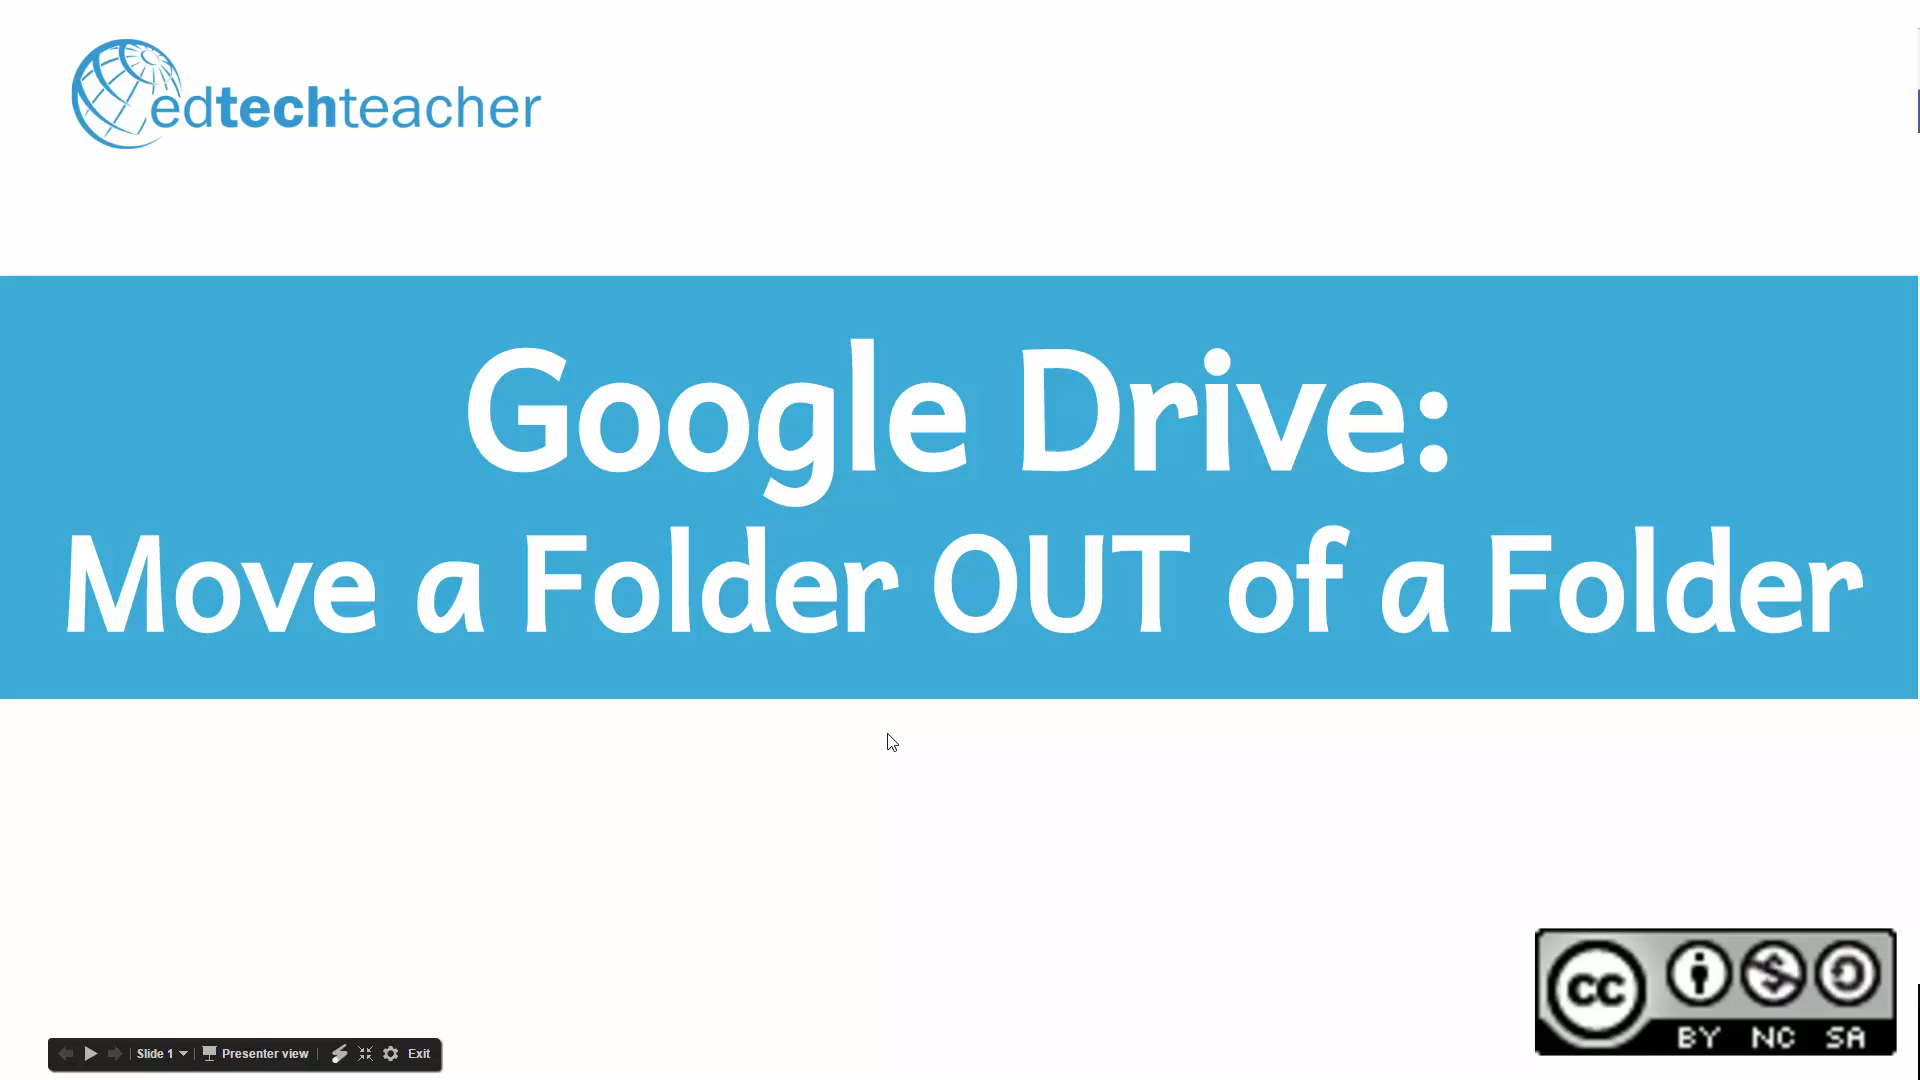 edtechteacher
Google Drive:
Move a Folder OUT of a Folder
CC
BY NC SA
Slide 1 Presenter view Exit